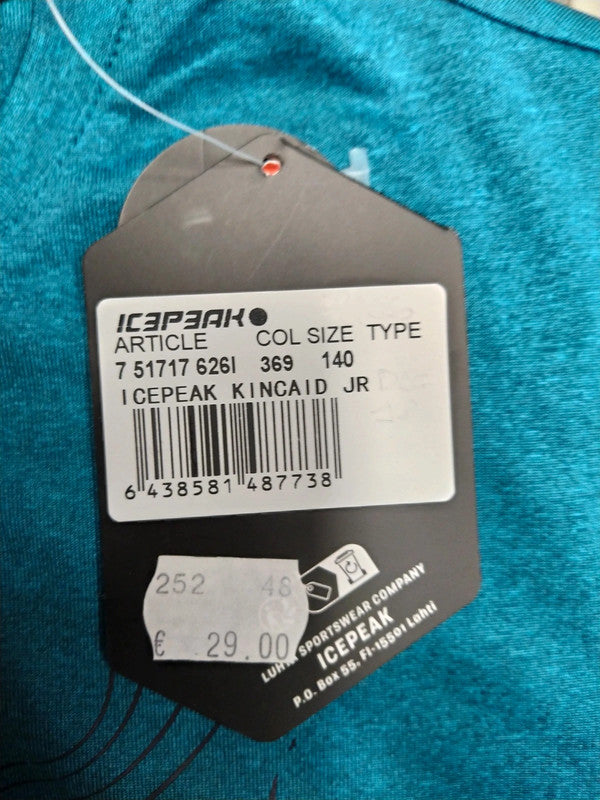 ICEPEAK
ARTICLE COL SIZE TYPE
7 51717 626I 369 140
ICEPEAK KINCAID JR
6 438581 487738
252 48
€ 29.00
SPORTSWEAR COMPANY
ICEPEAK
P.O. Box 55, FI-15501 Lahti